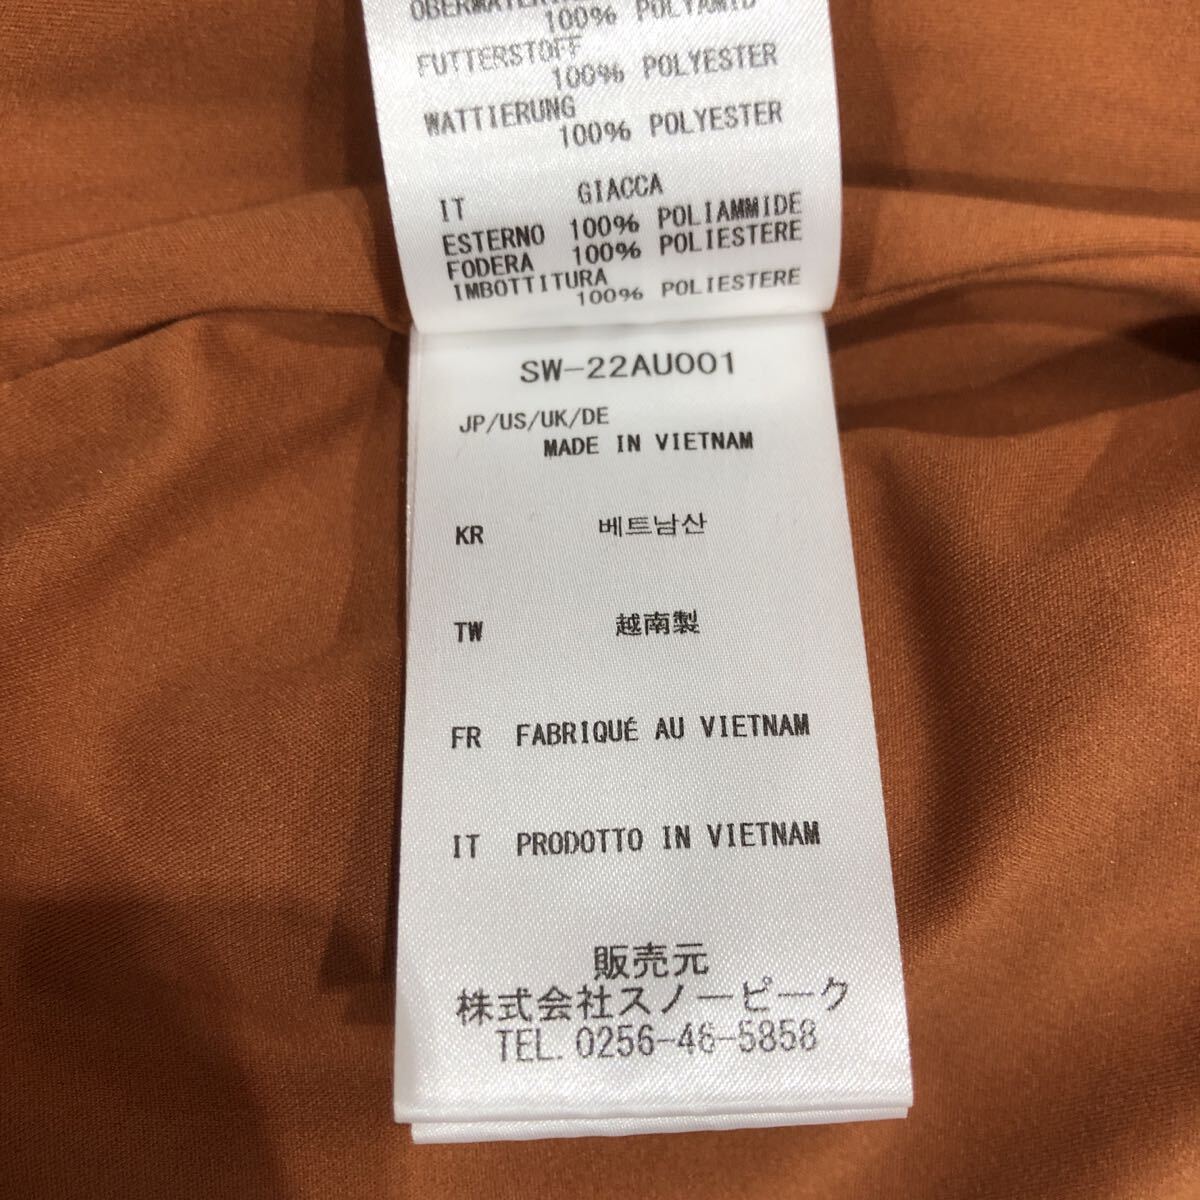 100% POLYAMID
FUTTERSTOFF
100% POLYESTER
WATTIERUNG
100% POLYESTER
IT GIACCA
ESTERNO 100% POLIAMMIDE
FODERA 100% POLIESTERE
IMBOTTITURA
100% POLIESTERE
SW-22AU001
JP/US/UK/DE
MADE IN VIETNAM
KR 베트남산
TW 越南製
FR FABRIQUÉ AU VIETNAM
IT PRODOTTO IN VIETNAM
販売元
株式会社スノーピーク
TEL. 0256-46-5858